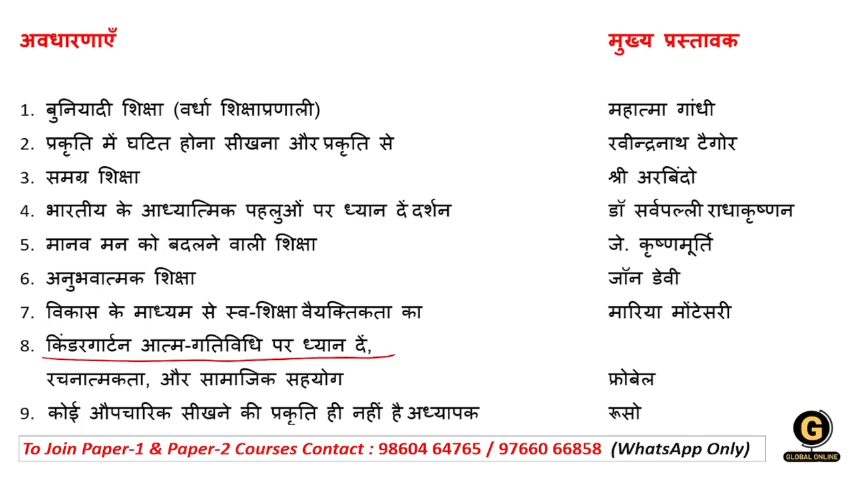 अवधारणाएँ मुख्य प्रस्तावक
1. बुनियादी शिक्षा (वर्धा शिक्षाप्रणाली) महात्मा गांधी
2. प्रकृति में घटित होना सीखना और प्रकृति से रवीन्द्रनाथ टैगोर
3. समग्र शिक्षा श्री अरबिंदो
4. भारतीय के आध्यात्मिक पहलुओं पर ध्यान दें दर्शन डॉ सर्वपल्ली राधाकृष्णन
5. मानव मन को बदलने वाली शिक्षा जे. कृष्णमूर्ति
6. अनुभवात्मक शिक्षा जॉन डेवी
7. विकास के माध्यम से स्व-शिक्षा वैयक्तिकता का मारिया मोंटेसरी
8. किंडरगार्टन आत्म-गतिविधि पर ध्यान दें,
रचनात्मकता, और सामाजिक सहयोग फ्रोबेल
9. कोई औपचारिक सीखने की प्रकृति ही नहीं है अध्यापक रूसो
To Join Paper-1 & Paper-2 Courses Contact : 98604 64765 / 97660 66858 (WhatsApp Only)
G
GLOBAL ONLINE